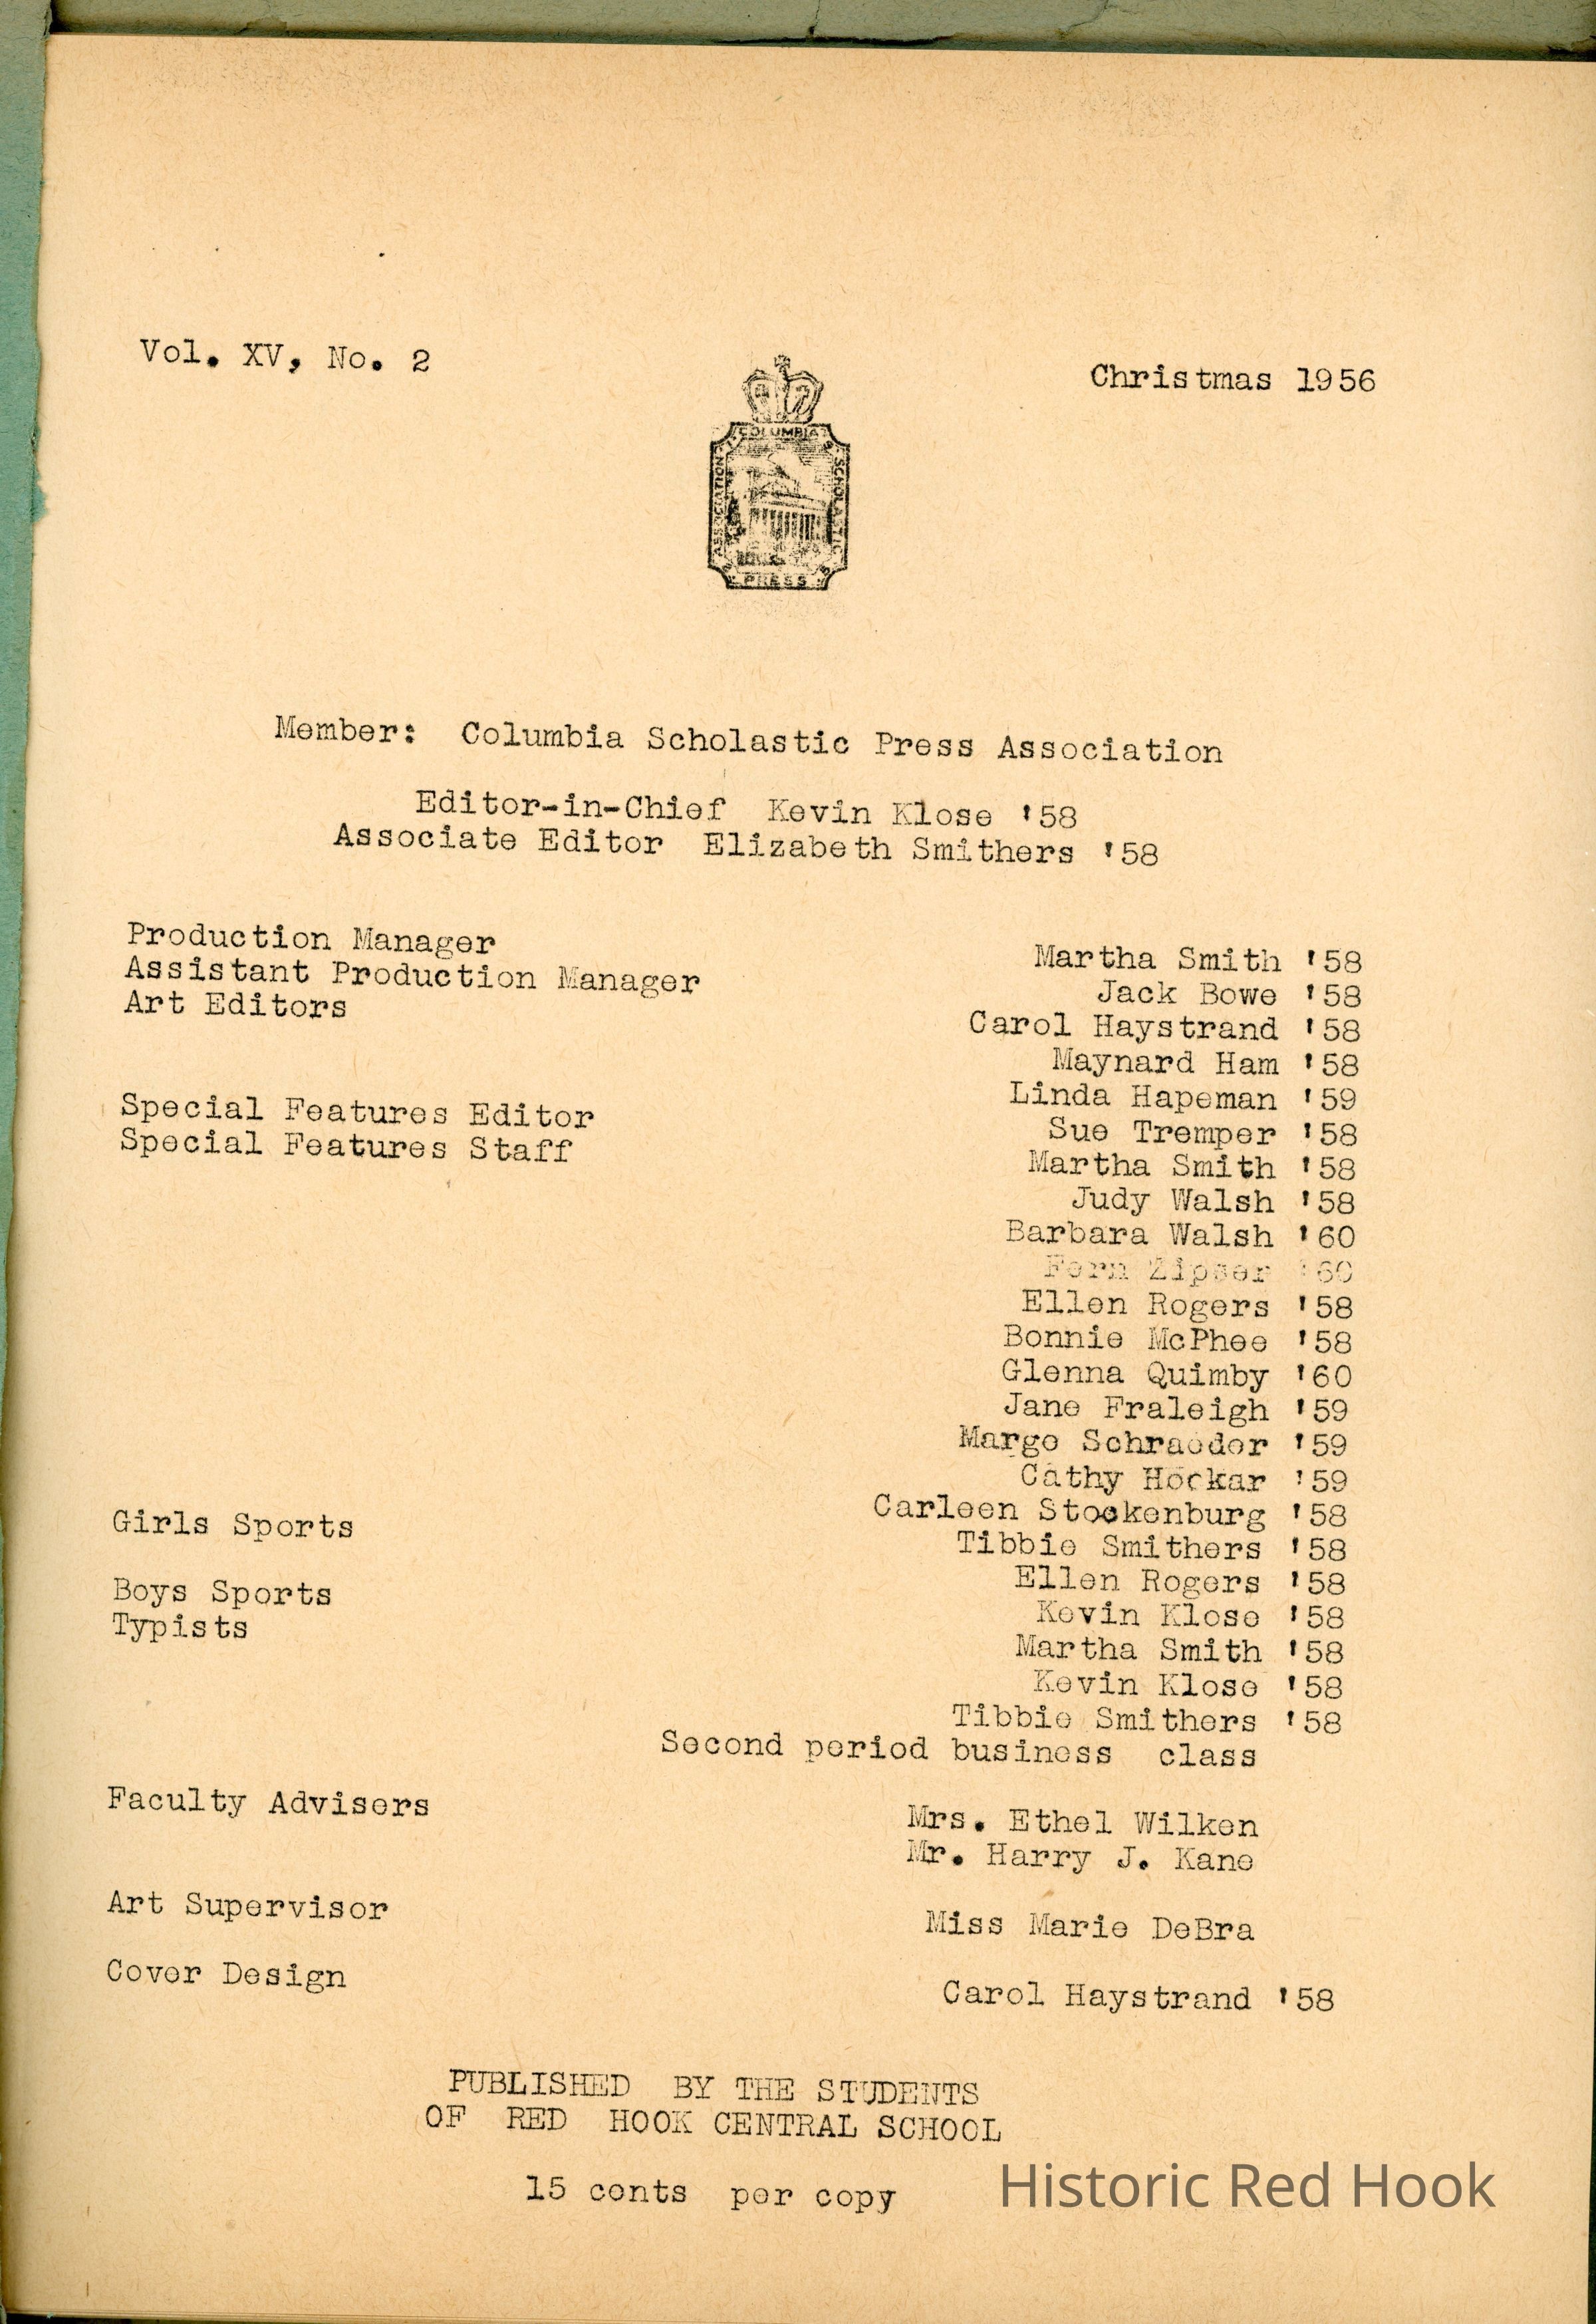 Vol. XV, No. 2
Christmas 1956
COLUMBIA
SCHOLASTIC
PRESS
ASSOCIATION
Member: Columbia Scholastic Press Association
Editor-in-Chief Kevin Klose '58
Associate Editor Elizabeth Smithers '58
Production Manager Martha Smith '58
Assistant Production Manager Jack Bowe '58
Art Editors Carol Haystrand '58
Maynard Ham '58
Linda Hapeman '59
Special Features Editor Sue Tremper '58
Special Features Staff Martha Smith '58
Judy Walsh '58
Barbara Walsh '60
Fern Zipser '60
Ellen Rogers '58
Bonnie McPhee '58
Glenna Quimby '60
Jane Fraleigh '59
Margo Schraeder '59
Cathy Hockar '59
Carleen Stockenburg '58
Girls Sports Tibbie Smithers '58
Ellen Rogers '58
Boys Sports Kevin Klose '58
Typists Martha Smith '58
Kevin Klose '58
Tibbie Smithers '58
Second period business class
Faculty Advisers Mrs. Ethel Wilken
Mr. Harry J. Kane
Art Supervisor Miss Marie DeBra
Cover Design Carol Haystrand '58
PUBLISHED BY THE STUDENTS
OF RED HOOK CENTRAL SCHOOL
15 cents per copy
Historic Red Hook